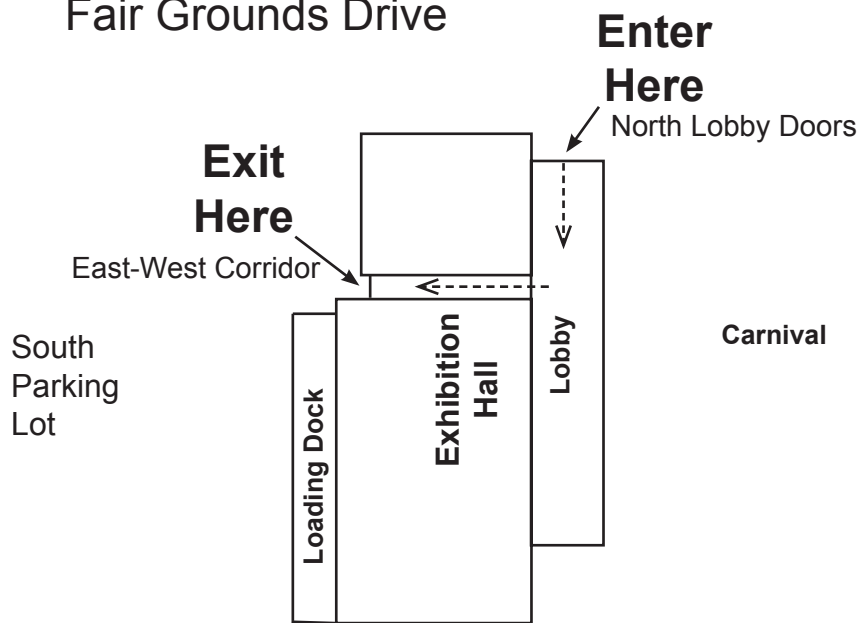 Fair Grounds Drive
Enter
Here
North Lobby Doors
Exit
Here
East-West Corridor
South
Parking
Lot
Loading Dock
Exhibition
Hall
Lobby
Carnival